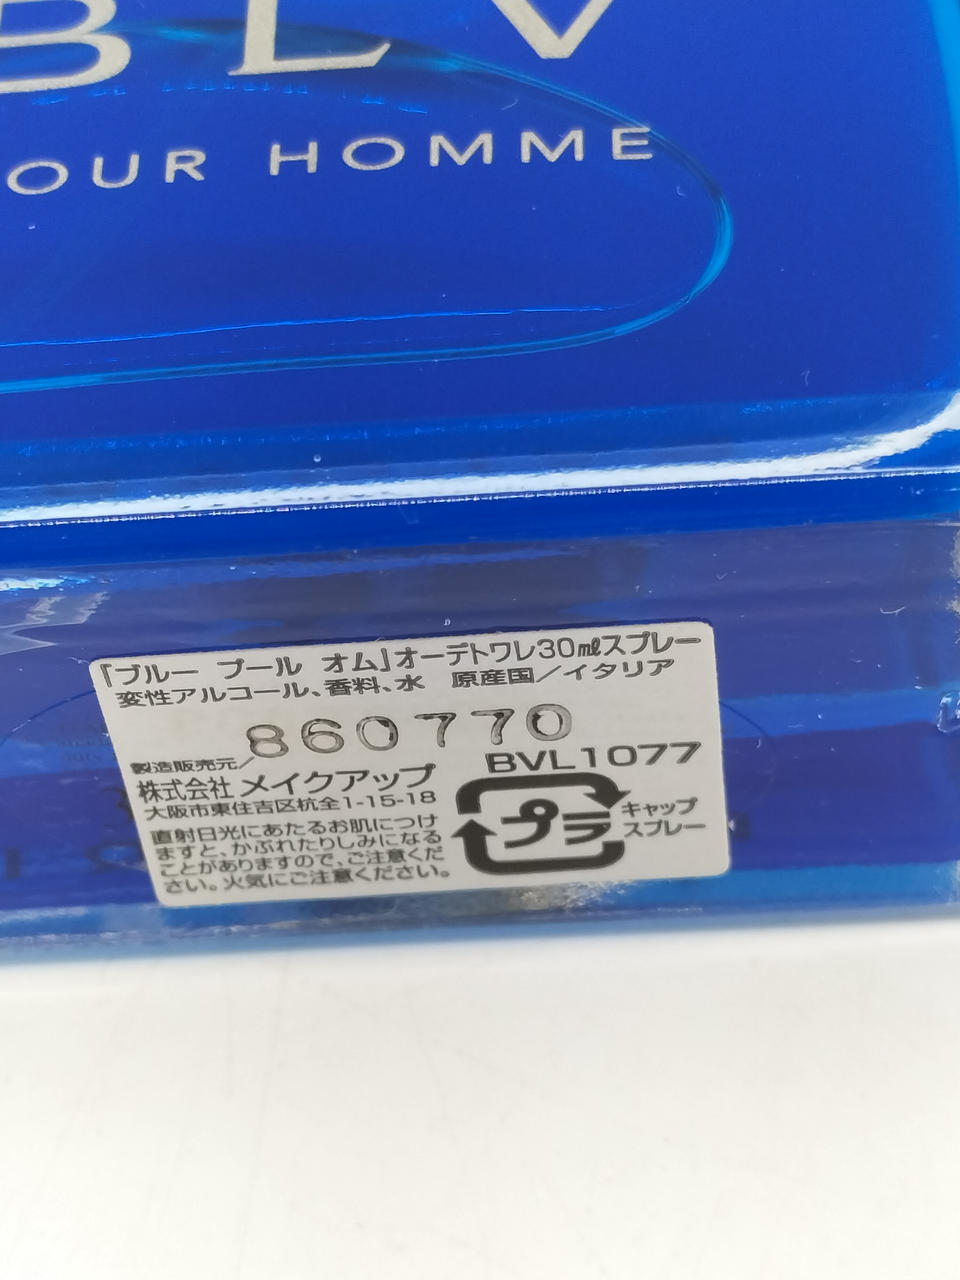 BLV
OUR HOMME
「ブルー プール オム」オーデトワレ30mlスプレー
変性アルコール、香料、水 原産国/イタリア
860770
BVL1077
製造販売元/
株式会社 メイクアップ
大阪市東住吉区杭全1-15-18
直射日光にあたるお肌につけ
ますと、かぶれたりしみになる
ことがありますので、ご注意くだ
さい。火気にご注意ください。
プラ
キャップ
スプレー